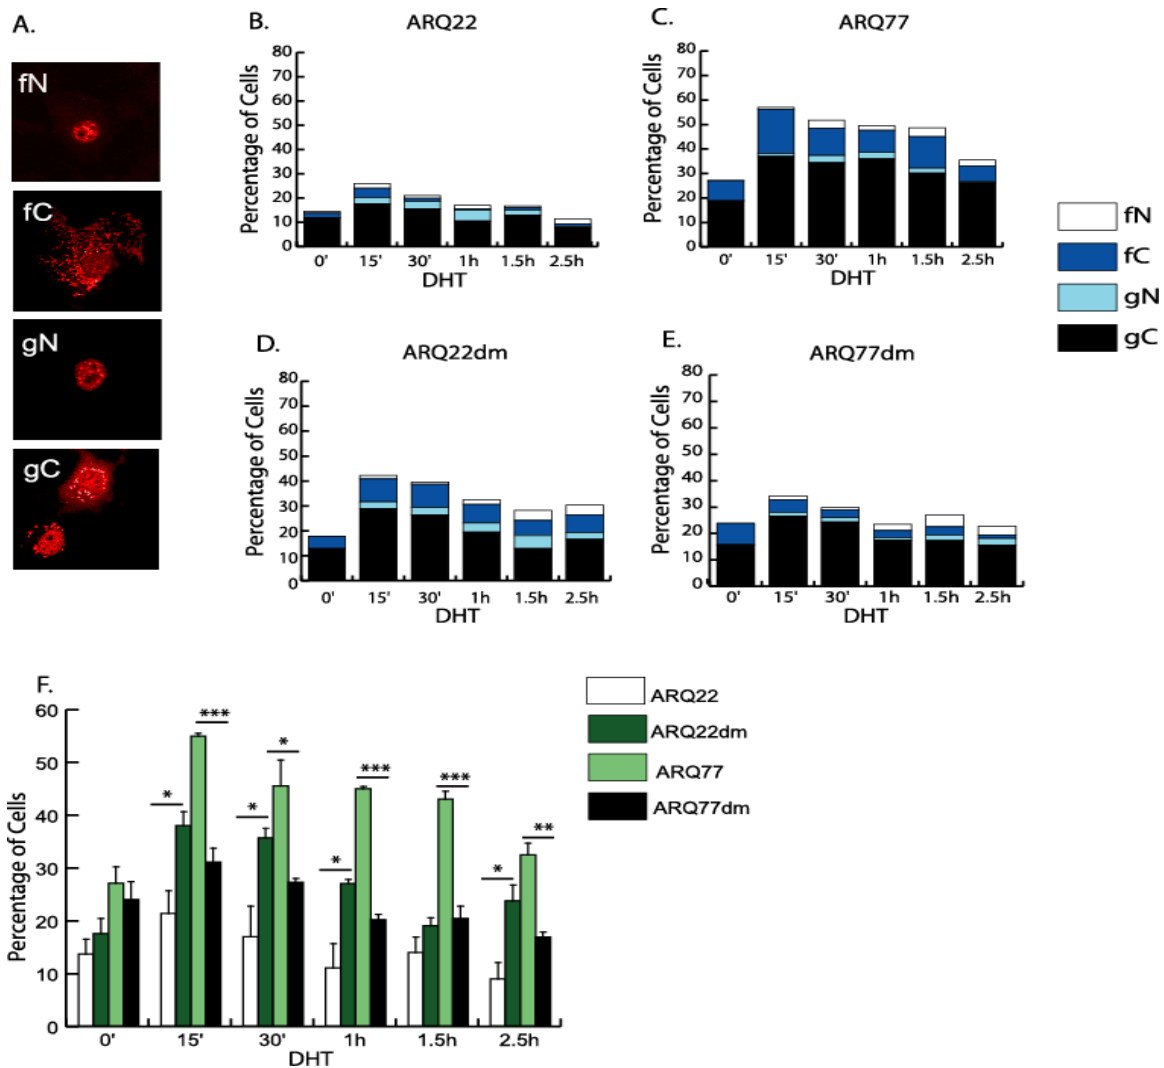 A.
fN
fC
gN
gC
B.
ARQ22
Percentage of Cells
80
70
60
50
40
30
20
10
0
0' 15' 30' 1h 1.5h 2.5h
DHT
C.
ARQ77
Percentage of Cells
80
70
60
50
40
30
20
10
0
0' 15' 30' 1h 1.5h 2.5h
DHT
fN
fC
gN
gC
D.
ARQ22dm
Percentage of Cells
80
70
60
50
40
30
20
10
0
0' 15' 30' 1h 1.5h 2.5h
DHT
E.
ARQ77dm
Percentage of Cells
80
70
60
50
40
30
20
10
0
0' 15' 30' 1h 1.5h 2.5h
DHT
F.
Percentage of Cells
60
50
40
30
20
10
0
* ***
* *
* ***
***
* **
0' 15' 30' 1h 1.5h 2.5h
DHT
ARQ22
ARQ22dm
ARQ77
ARQ77dm